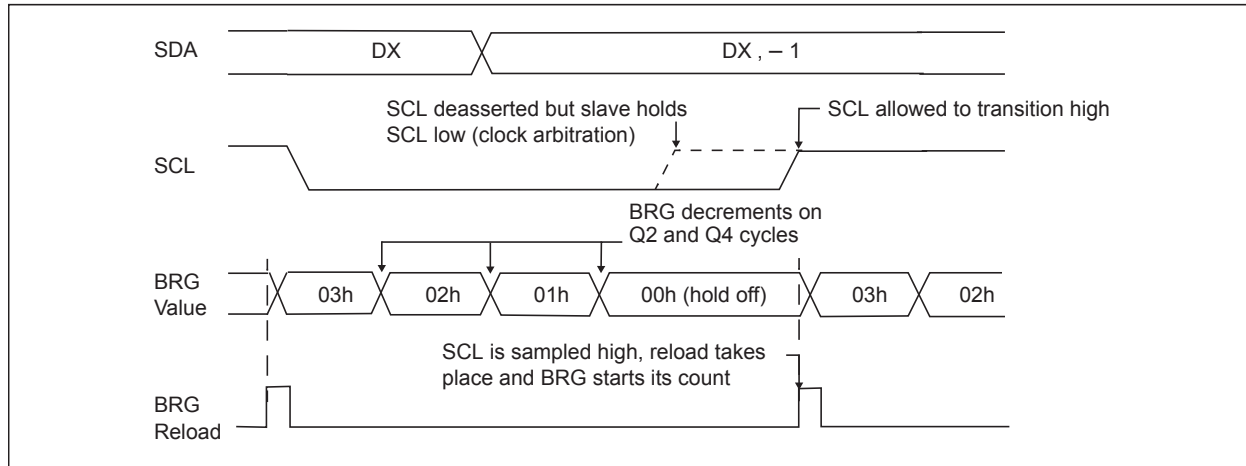 SDA
DX
DX , – 1
SCL deasserted but slave holds
SCL low (clock arbitration)
SCL allowed to transition high
SCL
BRG decrements on
Q2 and Q4 cycles
BRG
Value
03h
02h
01h
00h (hold off)
03h
02h
SCL is sampled high, reload takes
place and BRG starts its count
BRG
Reload